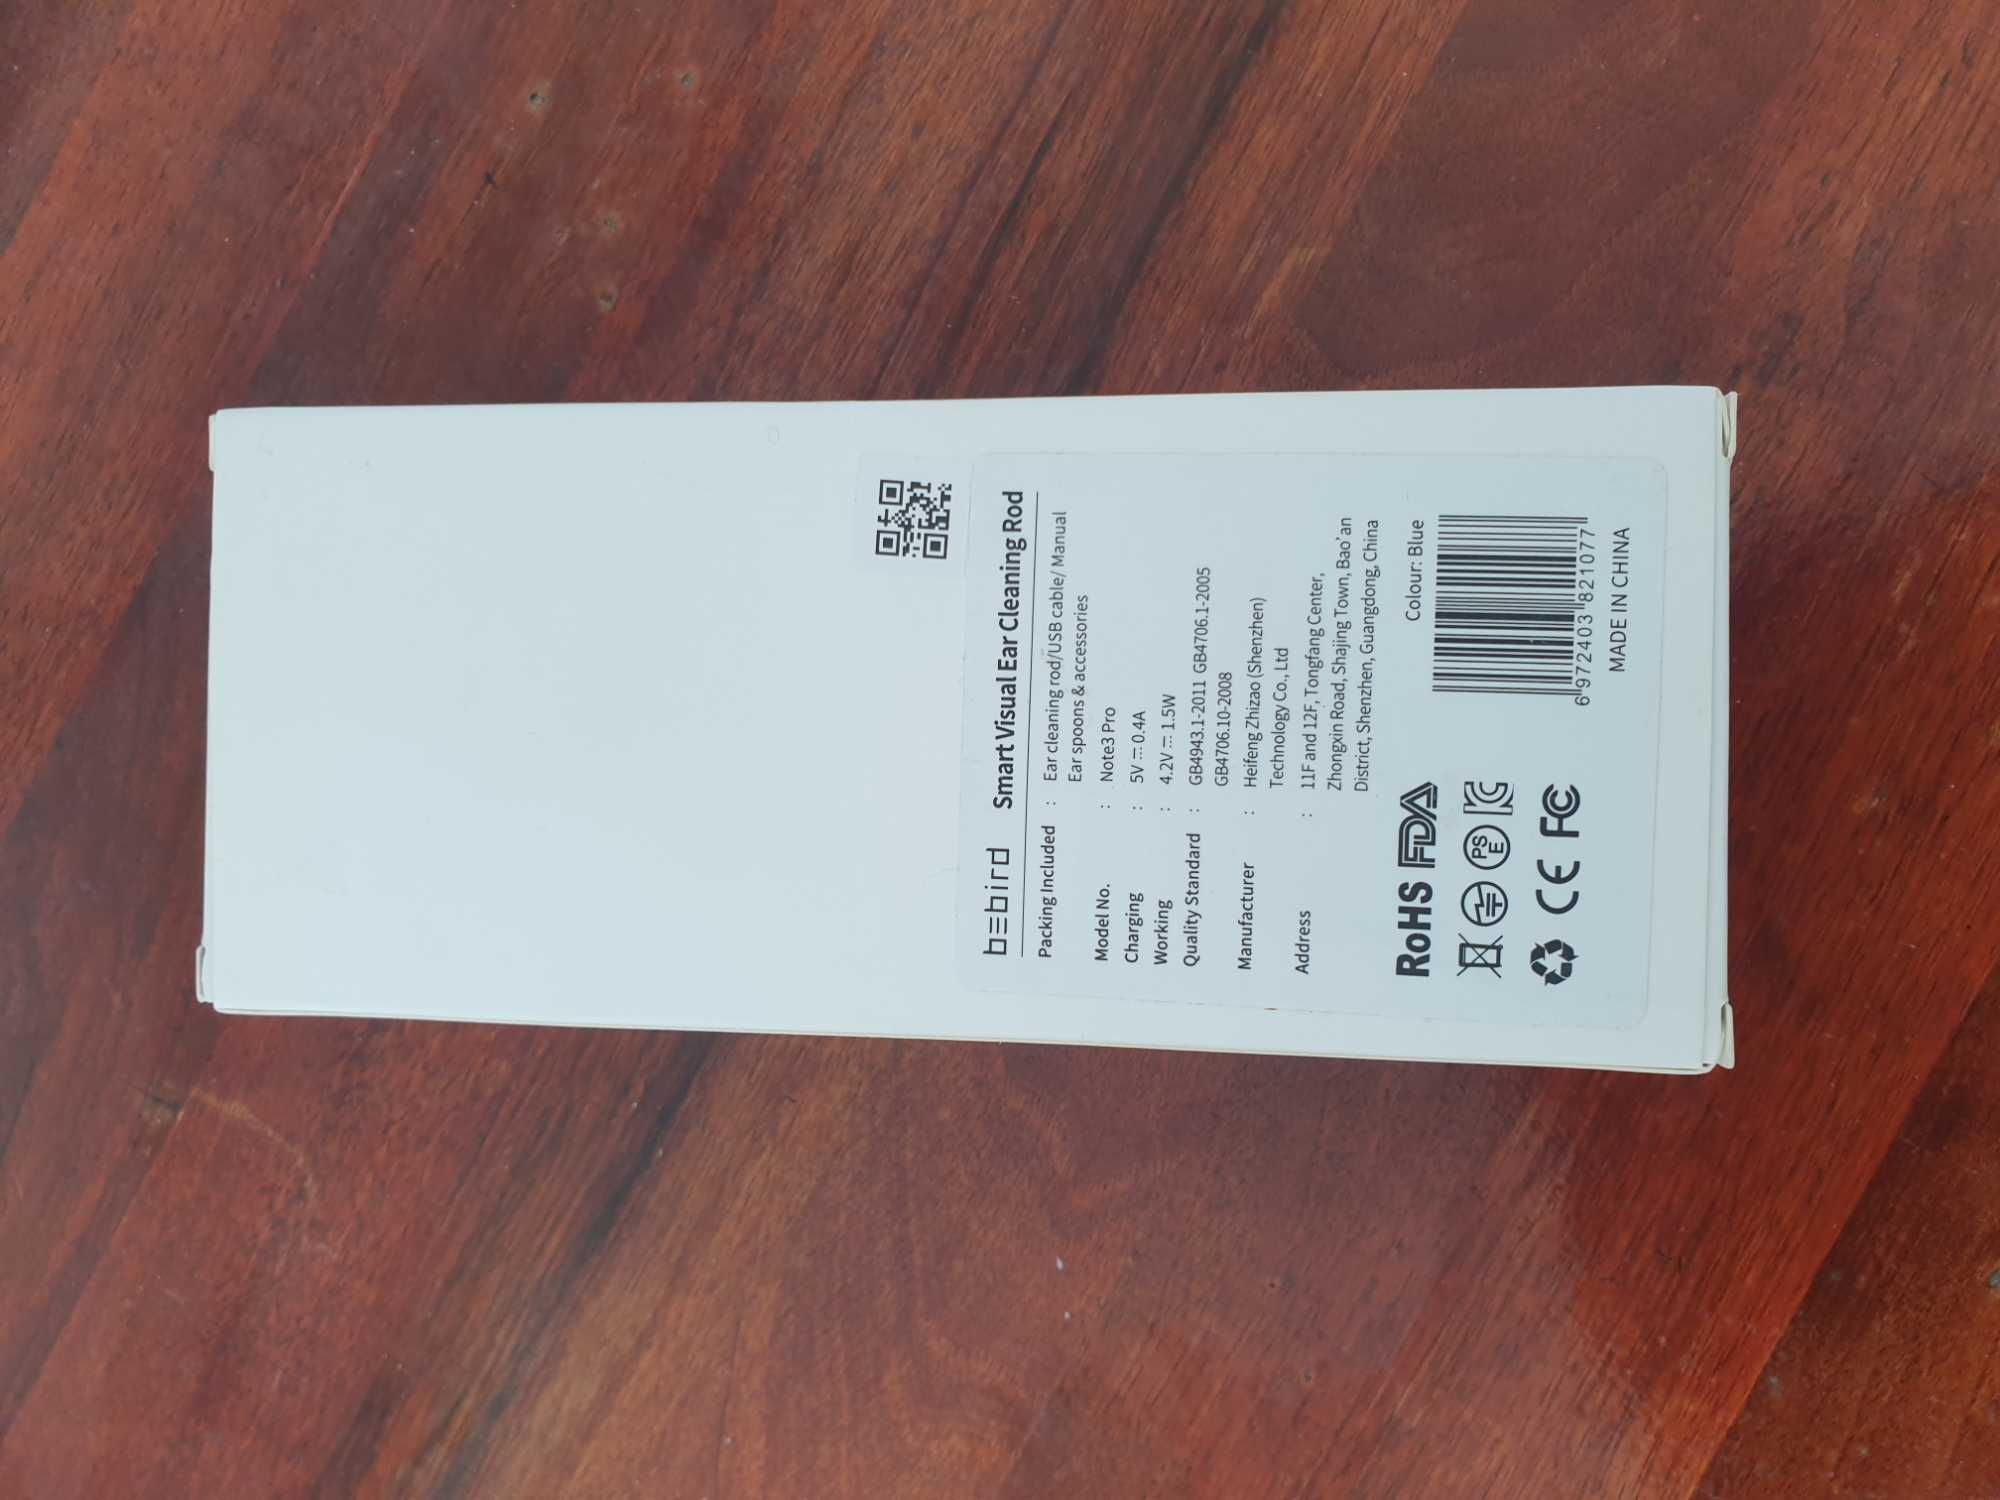 bebird Smart Visual Ear Cleaning Rod
Packing Included : Ear cleaning rod/USB cable/ Manual
Ear spoons & accessories
Model No. : Note3 Pro
Charging : 5V ⎓ 0.4A
Working : 4.2V ⎓ 1.5W
Quality Standard : GB4943.1-2011 GB4706.1-2005
GB4706.10-2008
Manufacturer : Heifeng Zhizao (Shenzhen)
Technology Co., Ltd
Address : 11F and 12F, Tongfang Center,
Zhongxin Road, Shajing Town, Bao'an
District, Shenzhen, Guangdong, China
RoHS FDA
PS E KC
CE FC
Colour: Blue
6 972403 821077
MADE IN CHINA